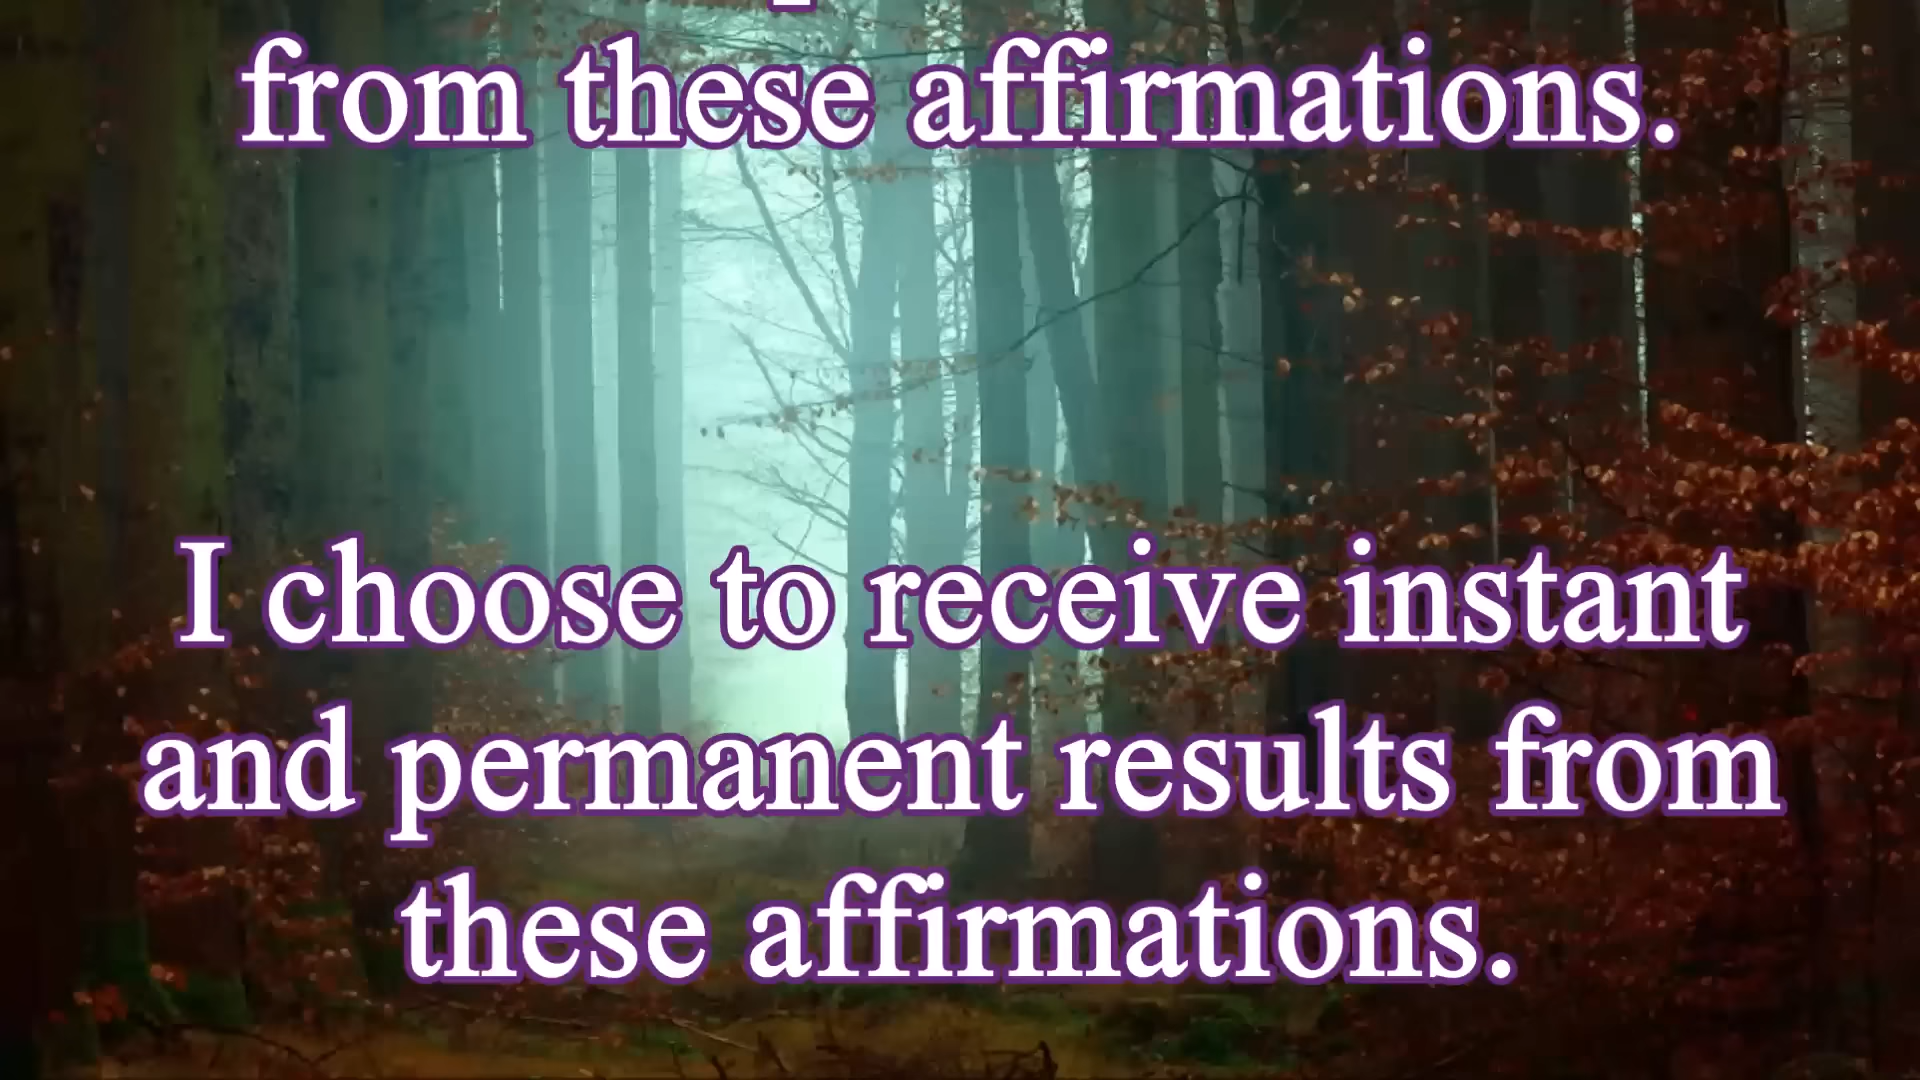 from these affirmations.
I choose to receive instant
and permanent results from
these affirmations.